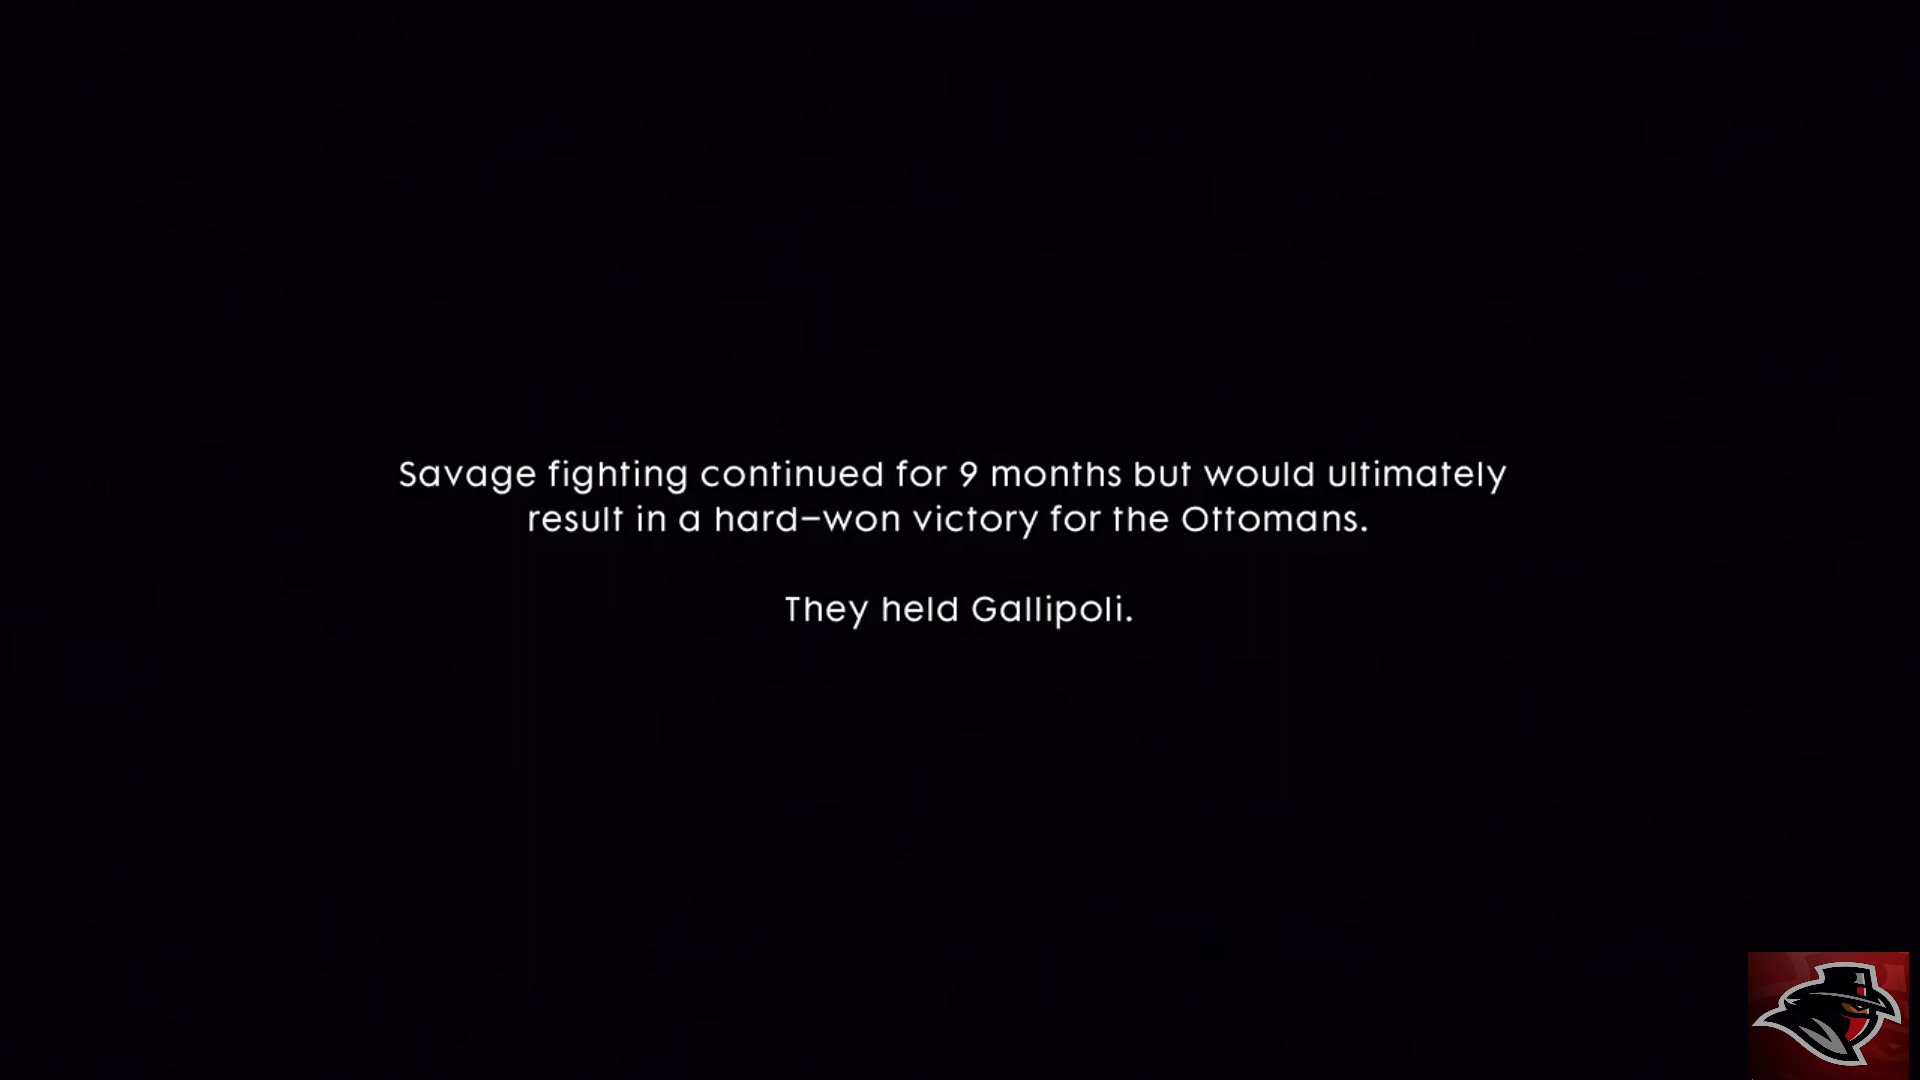 Savage fighting continued for 9 months but would ultimately
result in a hard–won victory for the Ottomans.
They held Gallipoli.